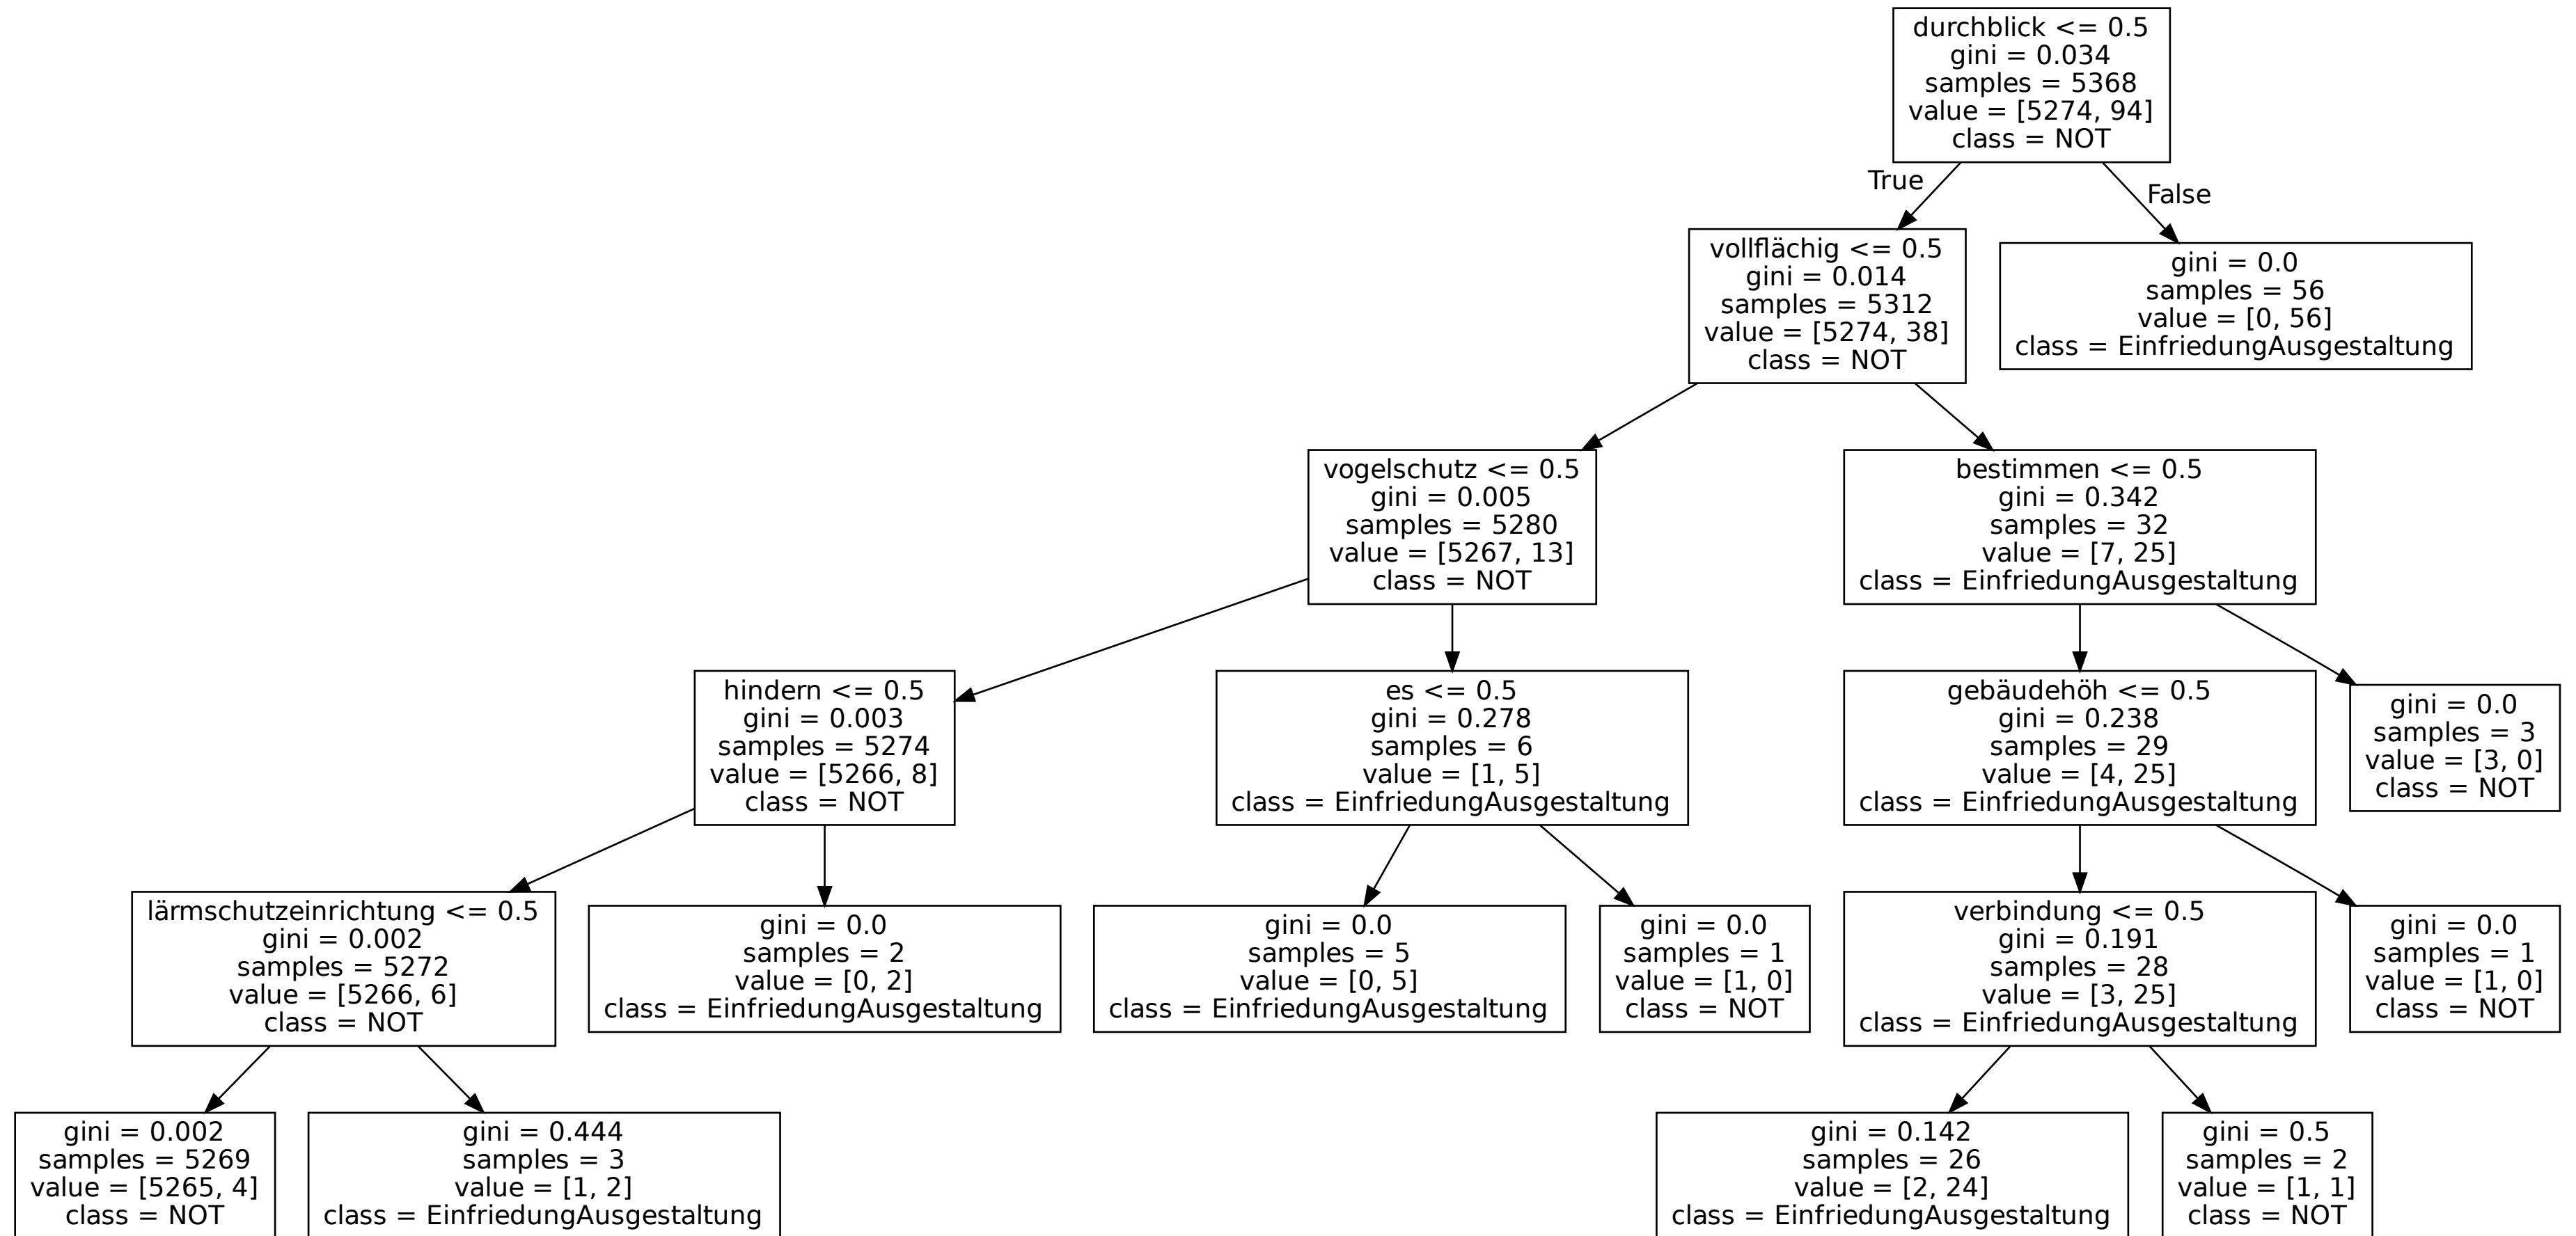 durchblick <= 0.5
gini = 0.034
samples = 5368
value = [5274, 94]
class = NOT
True
False
vollflächig <= 0.5
gini = 0.014
samples = 5312
value = [5274, 38]
class = NOT
gini = 0.0
samples = 56
value = [0, 56]
class = EinfriedungAusgestaltung
vogelschutz <= 0.5
gini = 0.005
samples = 5280
value = [5267, 13]
class = NOT
bestimmen <= 0.5
gini = 0.342
samples = 32
value = [7, 25]
class = EinfriedungAusgestaltung
hindern <= 0.5
gini = 0.003
samples = 5274
value = [5266, 8]
class = NOT
es <= 0.5
gini = 0.278
samples = 6
value = [1, 5]
class = EinfriedungAusgestaltung
gebäudehöh <= 0.5
gini = 0.238
samples = 29
value = [4, 25]
class = EinfriedungAusgestaltung
gini = 0.0
samples = 3
value = [3, 0]
class = NOT
lärmschutzeinrichtung <= 0.5
gini = 0.002
samples = 5272
value = [5266, 6]
class = NOT
gini = 0.0
samples = 2
value = [0, 2]
class = EinfriedungAusgestaltung
gini = 0.0
samples = 5
value = [0, 5]
class = EinfriedungAusgestaltung
gini = 0.0
samples = 1
value = [1, 0]
class = NOT
verbindung <= 0.5
gini = 0.191
samples = 28
value = [3, 25]
class = EinfriedungAusgestaltung
gini = 0.0
samples = 1
value = [1, 0]
class = NOT
gini = 0.002
samples = 5269
value = [5265, 4]
class = NOT
gini = 0.444
samples = 3
value = [1, 2]
class = EinfriedungAusgestaltung
gini = 0.142
samples = 26
value = [2, 24]
class = EinfriedungAusgestaltung
gini = 0.5
samples = 2
value = [1, 1]
class = NOT